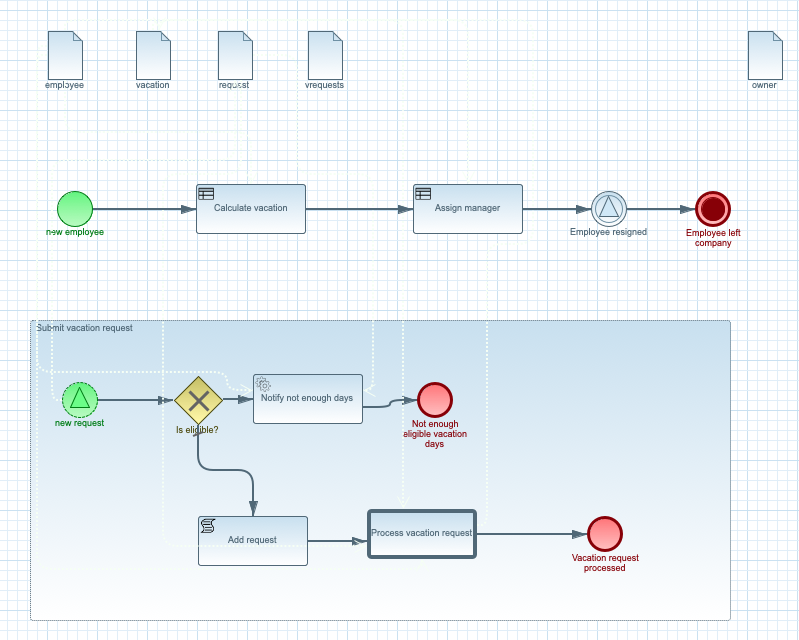 employee
vacation
request
vrequests
owner
Calculate vacation
Assign manager
new employee
Employee resigned
Employee left
company
Submit vacation request
Notify not enough days
new request
Is eligible?
Not enough
eligible vacation
days
Add request
Process vacation request
Vacation request
processed